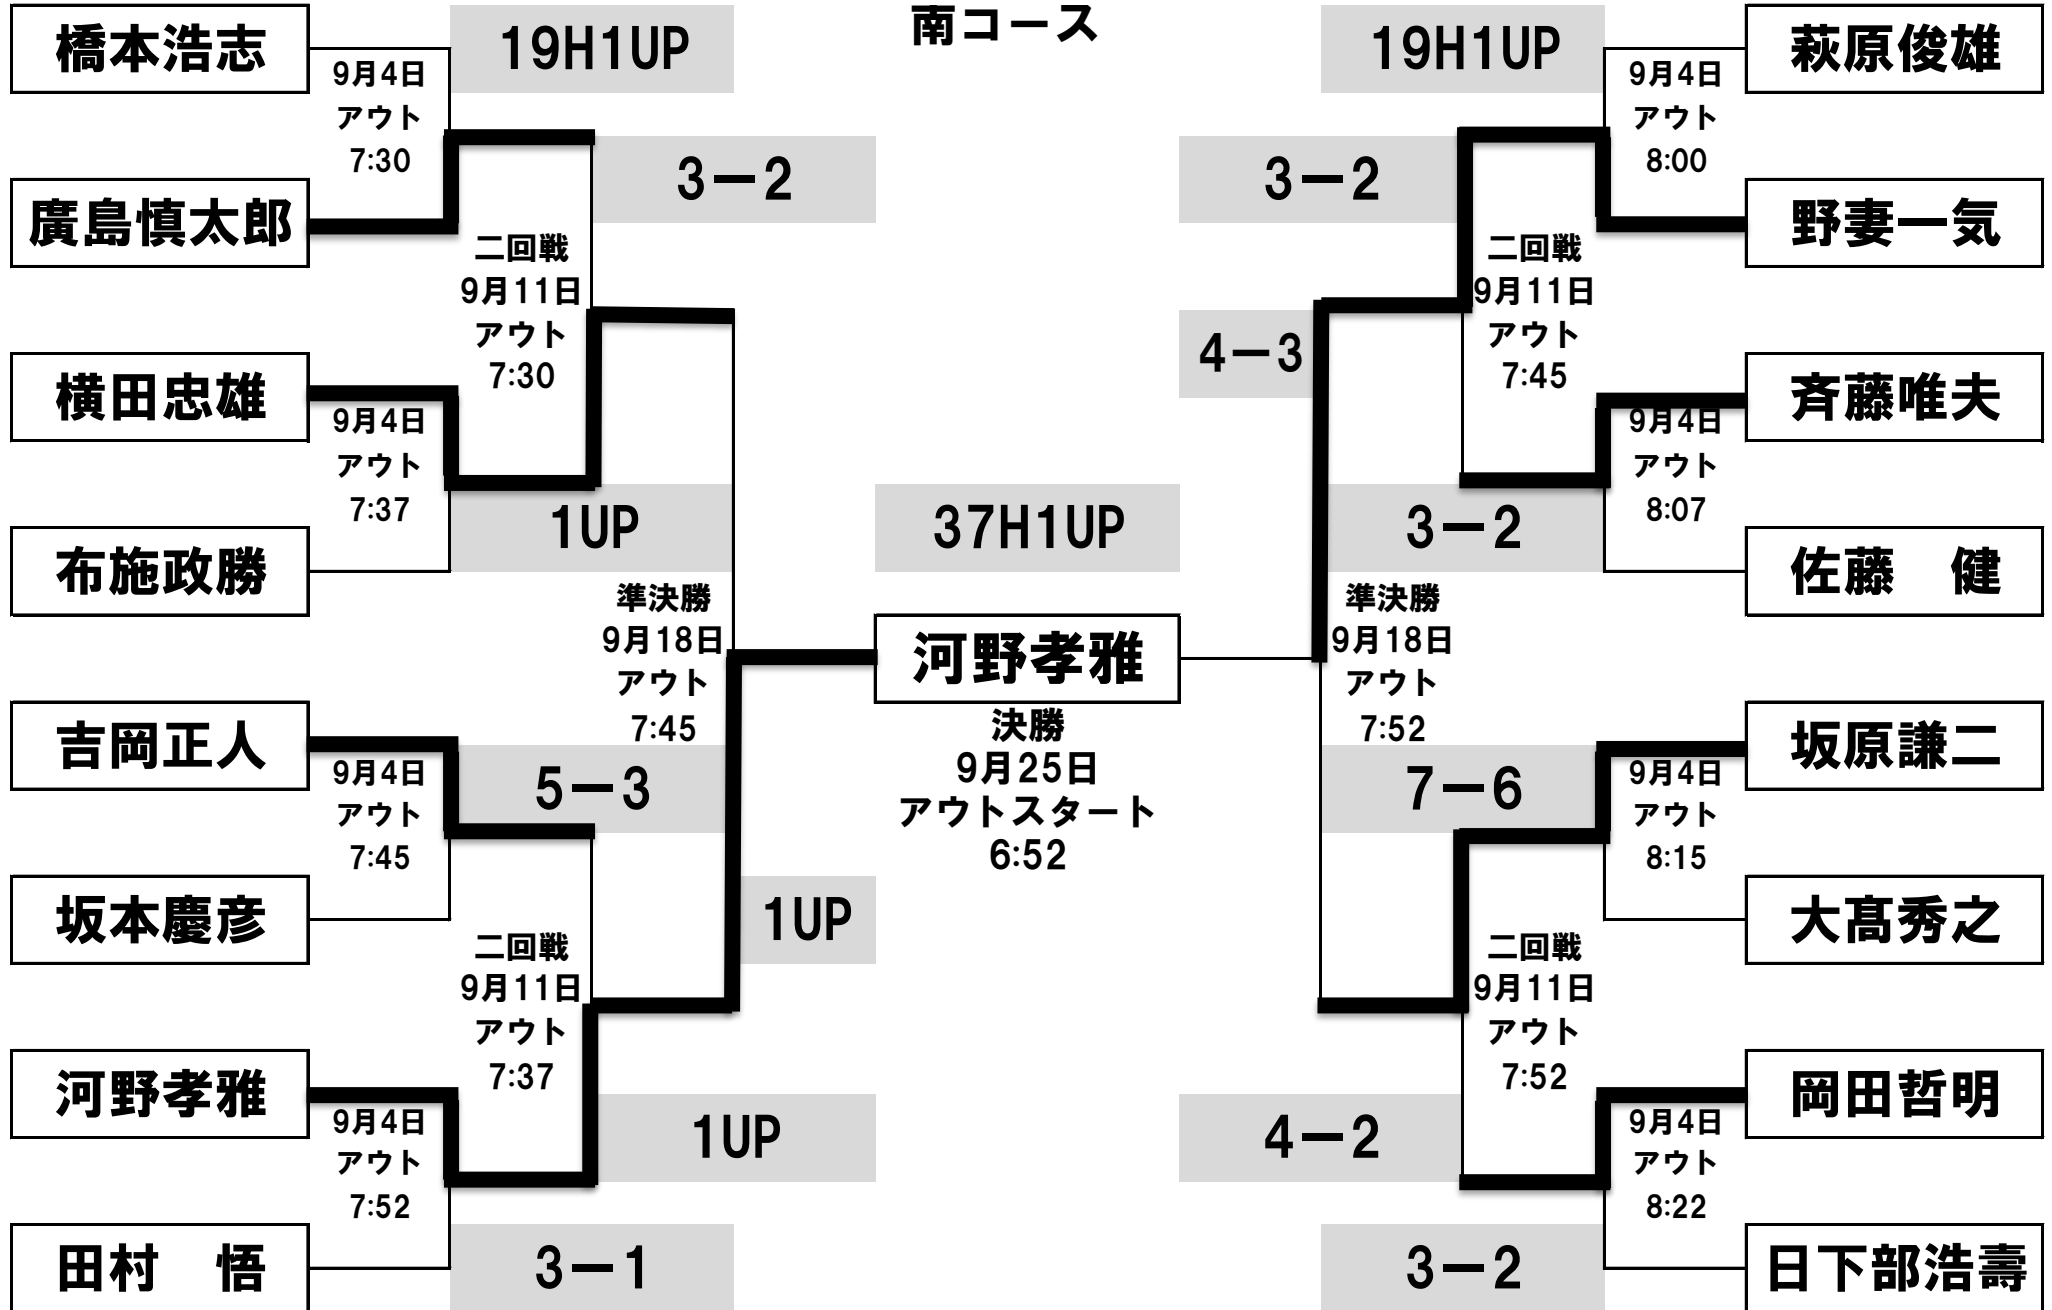 南コース
橋本浩志
9月4日
アウト
7:30
19H1UP
廣島慎太郎
3－2
二回戦
9月11日
アウト
7:30
横田忠雄
9月4日
アウト
7:37
布施政勝
1UP
準決勝
9月18日
アウト
7:45
吉岡正人
9月4日
アウト
7:45
5－3
坂本慶彦
1UP
二回戦
9月11日
アウト
7:37
河野孝雅
9月4日
アウト
7:52
1UP
田村　悟
3－1
37H1UP
河野孝雅
決勝
9月25日
アウトスタート
6:52
19H1UP
萩原俊雄
9月4日
アウト
8:00
3－2
野妻一気
二回戦
9月11日
アウト
7:45
4－3
斉藤唯夫
9月4日
アウト
8:07
3－2
佐藤　健
準決勝
9月18日
アウト
7:52
坂原謙二
7－6
9月4日
アウト
8:15
大髙秀之
二回戦
9月11日
アウト
7:52
岡田哲明
4－2
9月4日
アウト
8:22
3－2
日下部浩壽